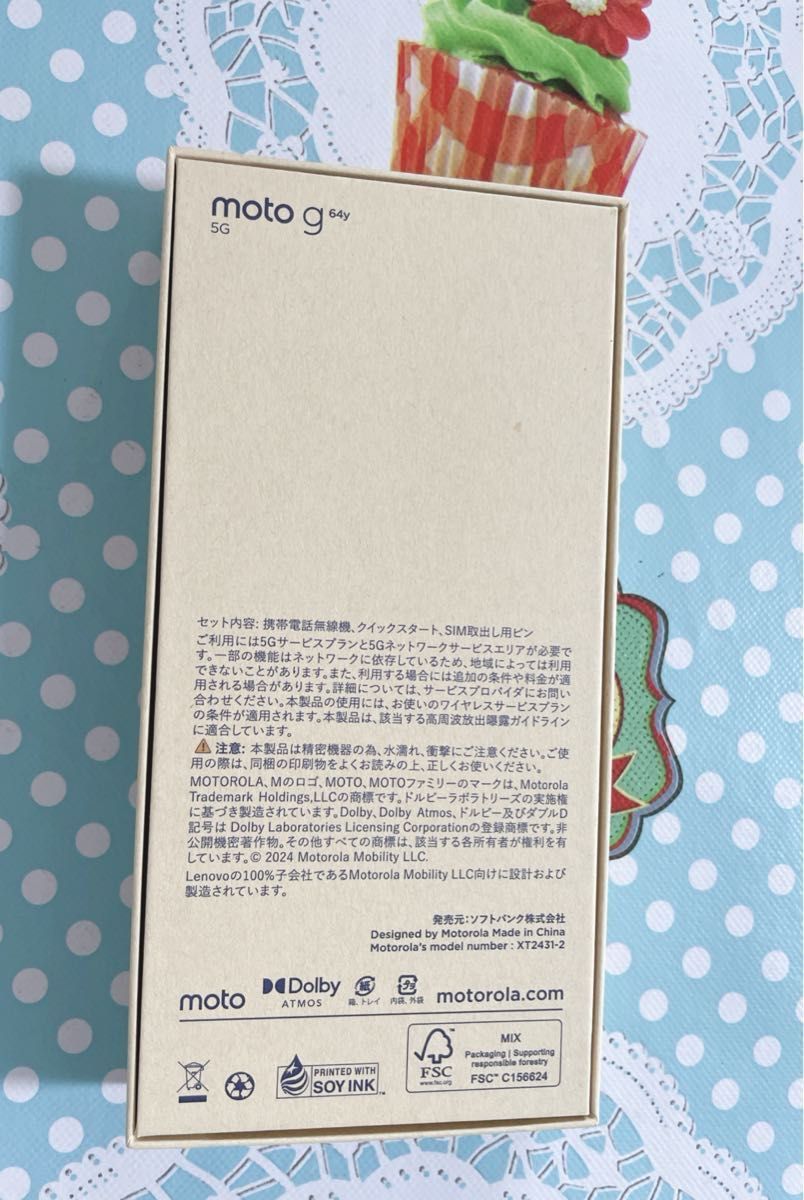 moto g 64y
5G
セット内容: 携帯電話無線機、クイックスタート、SIM取出し用ピン
ご利用には5Gサービスプランと5Gネットワークサービスエリアが必要で
す。一部の機能はネットワークに依存しているため、地域によっては利用
できないことがあります。また、利用する場合には追加の条件や料金が適
用される場合があります。詳細については、サービスプロバイダにお問い
合わせください。本製品の使用には、お使いのワイヤレスサービスプラン
の条件が適用されます。本製品は、該当する高周波放出曝露ガイドライン
に適合しています。
注意: 本製品は精密機器の為、水濡れ、衝撃にご注意ください。ご使
用の際は、同梱の印刷物をよくお読みの上、正しくお使いください。
MOTOROLA、Mのロゴ、MOTO、MOTOファミリーのマークは、Motorola
Trademark Holdings,LLCの商標です。ドルビーラボラトリーズの実施権
に基づき製造されています。Dolby、Dolby Atmos、ドルビー及びダブルD
記号は Dolby Laboratories Licensing Corporationの登録商標です。非
公開機密著作物。その他すべての商標は、該当する各所有者が権利を有
しています。© 2024 Motorola Mobility LLC.
Lenovoの100%子会社であるMotorola Mobility LLC向けに設計および
製造されています。
発売元:ソフトバンク株式会社
Designed by Motorola Made in China
Motorola's model number : XT2431-2
moto
Dolby
ATMOS
紙
箱、トレイ
プラ
内袋、外袋
motorola.com
PRINTED WITH
SOY INK™
FSC™
www.fsc.org
MIX
Packaging | Supporting
responsible forestry
FSC™ C156624